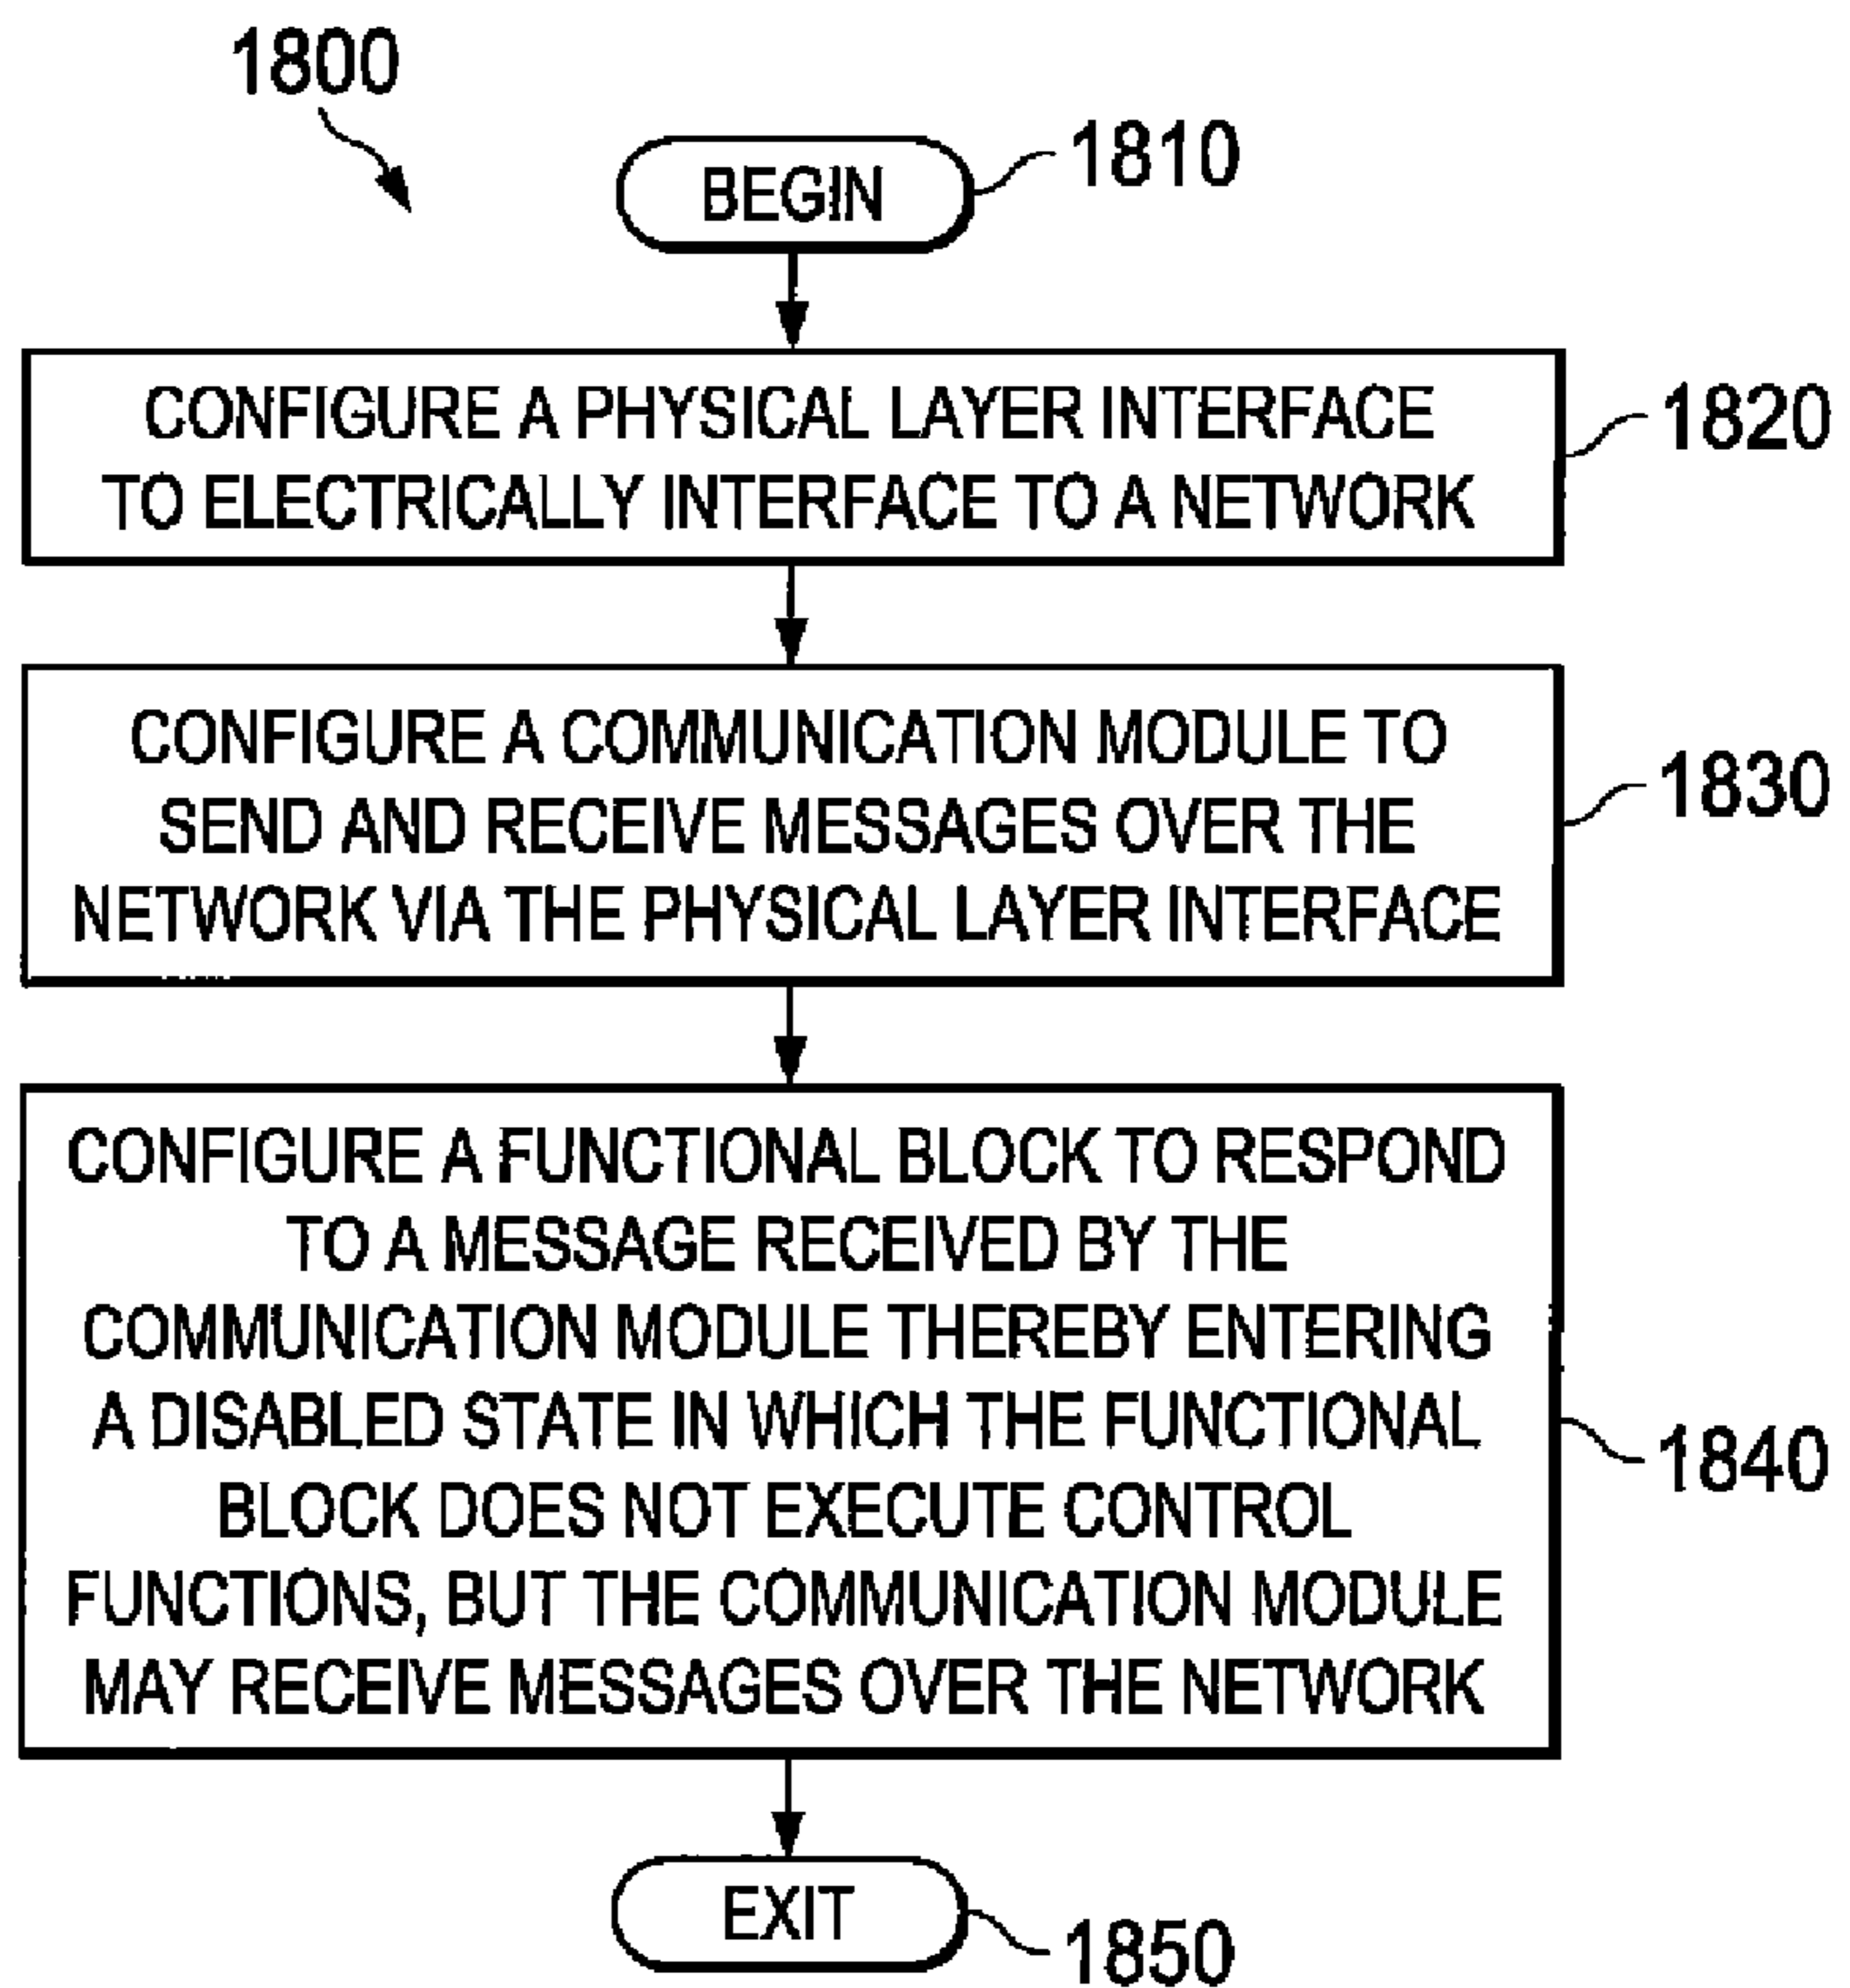 1800
BEGIN
1810
CONFIGURE A PHYSICAL LAYER INTERFACE
TO ELECTRICALLY INTERFACE TO A NETWORK
1820
CONFIGURE A COMMUNICATION MODULE TO
SEND AND RECEIVE MESSAGES OVER THE
NETWORK VIA THE PHYSICAL LAYER INTERFACE
1830
CONFIGURE A FUNCTIONAL BLOCK TO RESPOND
TO A MESSAGE RECEIVED BY THE
COMMUNICATION MODULE THEREBY ENTERING
A DISABLED STATE IN WHICH THE FUNCTIONAL
BLOCK DOES NOT EXECUTE CONTROL
FUNCTIONS, BUT THE COMMUNICATION MODULE
MAY RECEIVE MESSAGES OVER THE NETWORK
1840
EXIT
1850